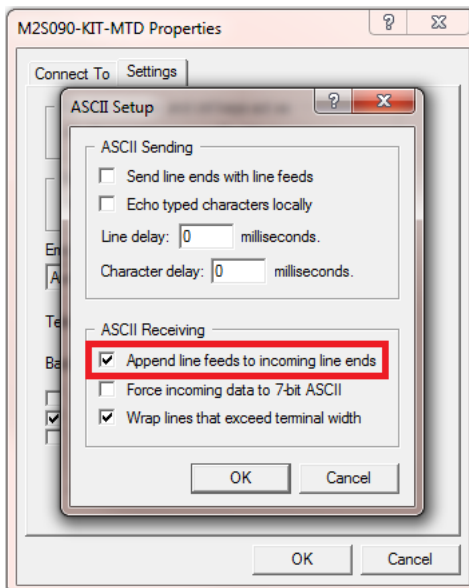 M2S090-KIT-MTD Properties
Connect To Settings
ASCII Setup
ASCII Sending
Send line ends with line feeds
Echo typed characters locally
Line delay: 0 milliseconds.
Character delay: 0 milliseconds.
ASCII Receiving
Append line feeds to incoming line ends
Force incoming data to 7-bit ASCII
Wrap lines that exceed terminal width
OK Cancel
OK Cancel